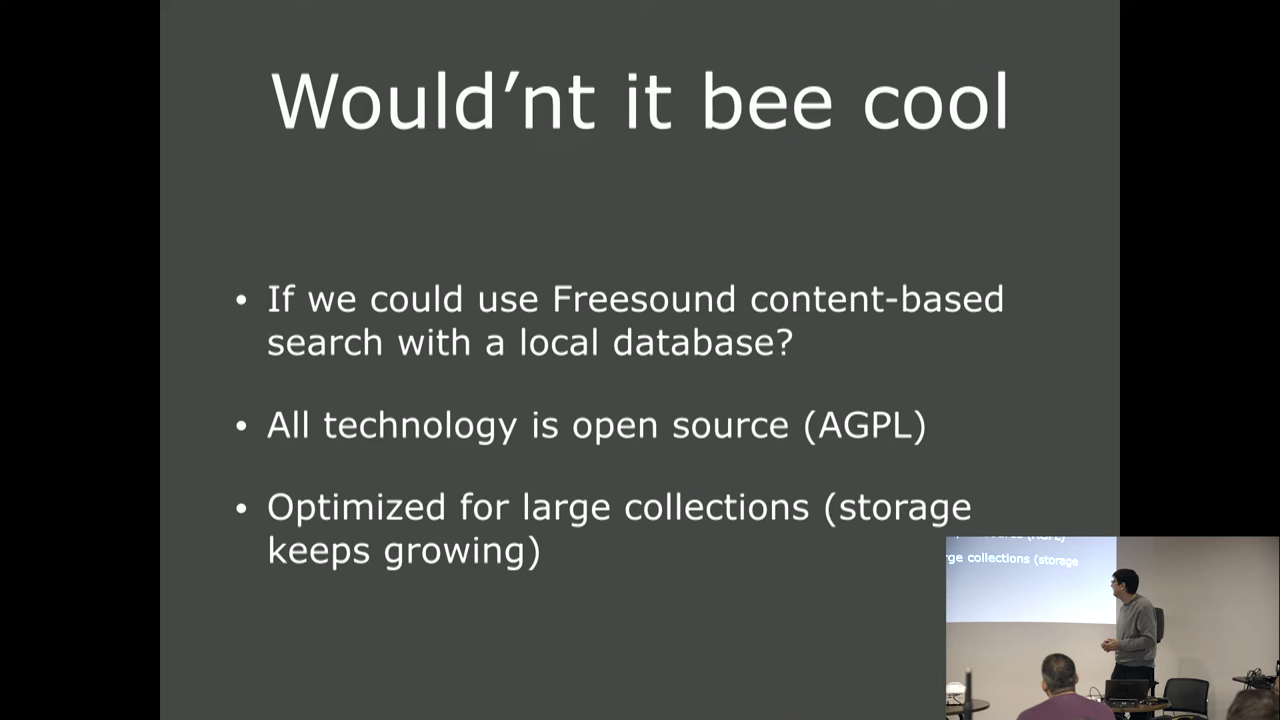 Would’nt it bee cool
• If we could use Freesound content-based
search with a local database?
• All technology is open source (AGPL)
• Optimized for large collections (storage
keeps growing)
rge collections (storage